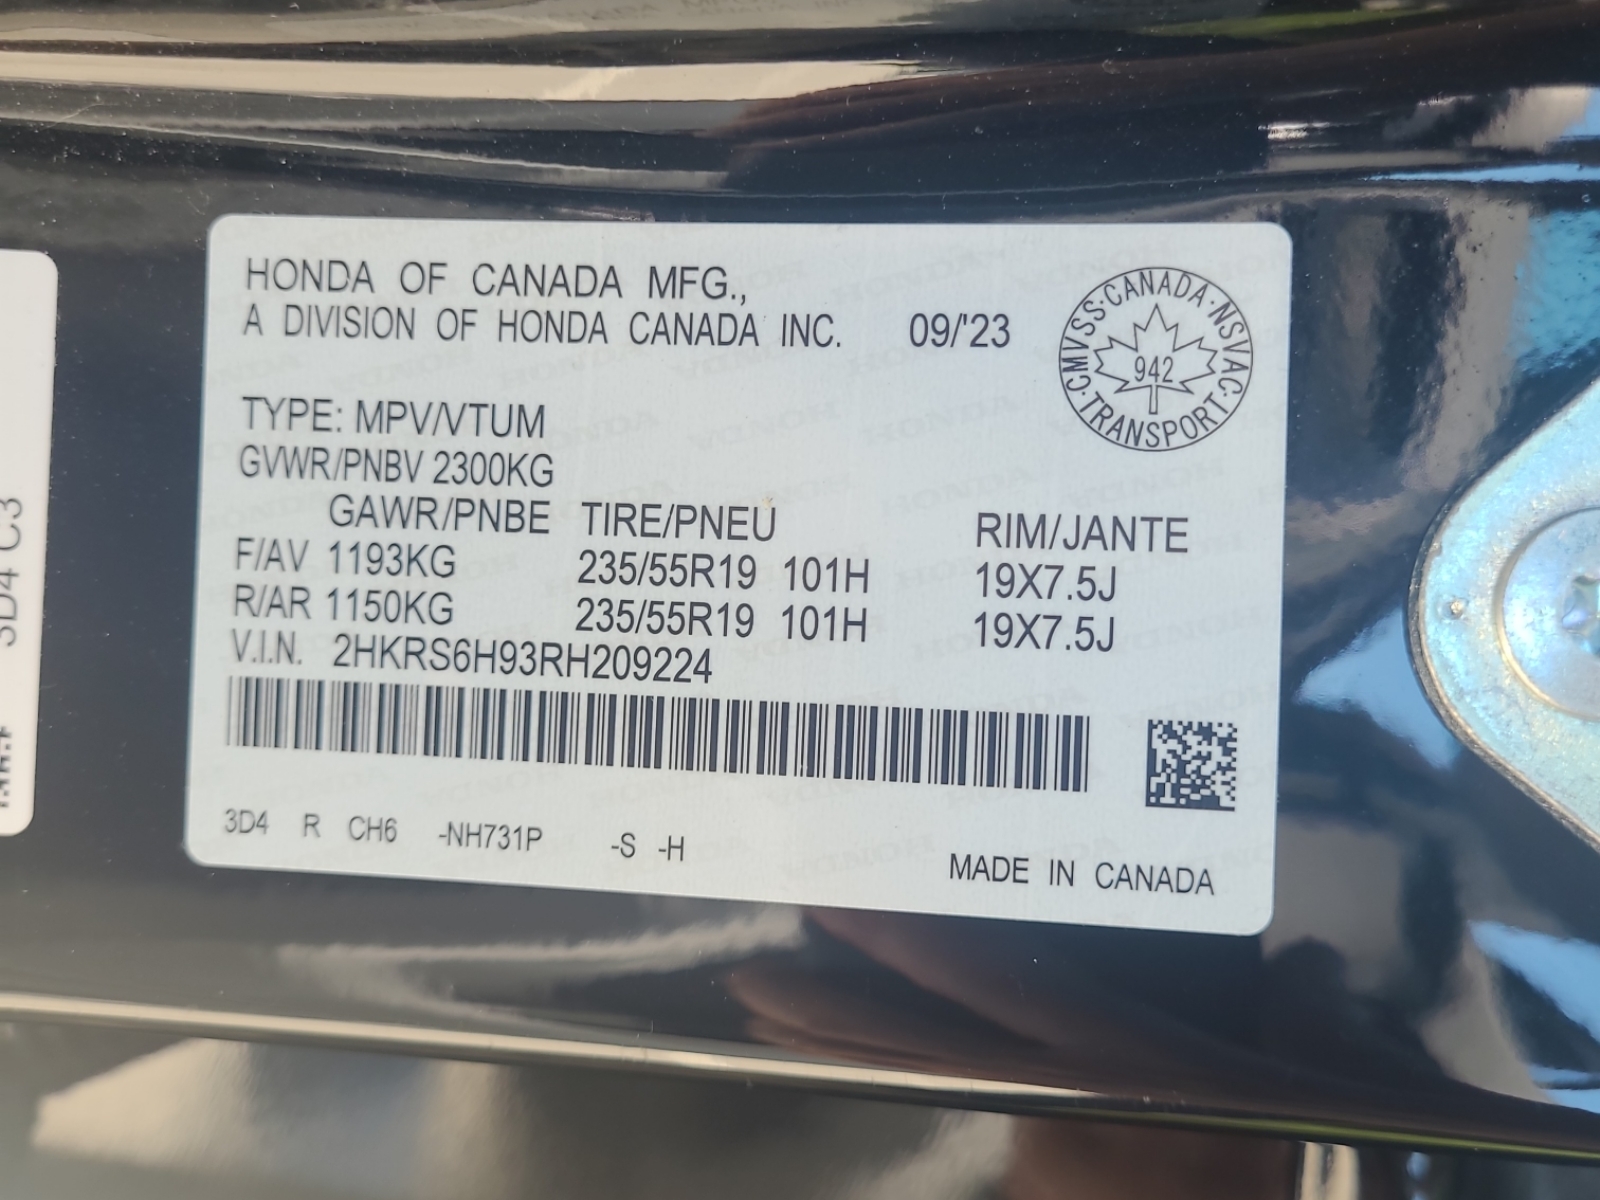 HONDA OF CANADA MFG.,
A DIVISION OF HONDA CANADA INC. 09/'23
CMVSS·CANADA·NSVAC·TRANSPORT·
942
TYPE: MPV/VTUM
GVWR/PNBV 2300KG
GAWR/PNBE TIRE/PNEU RIM/JANTE
F/AV 1193KG 235/55R19 101H 19X7.5J
R/AR 1150KG 235/55R19 101H 19X7.5J
V.I.N. 2HKRS6H93RH209224
3D4 R CH6 -NH731P -S -H
MADE IN CANADA
3D4 C3